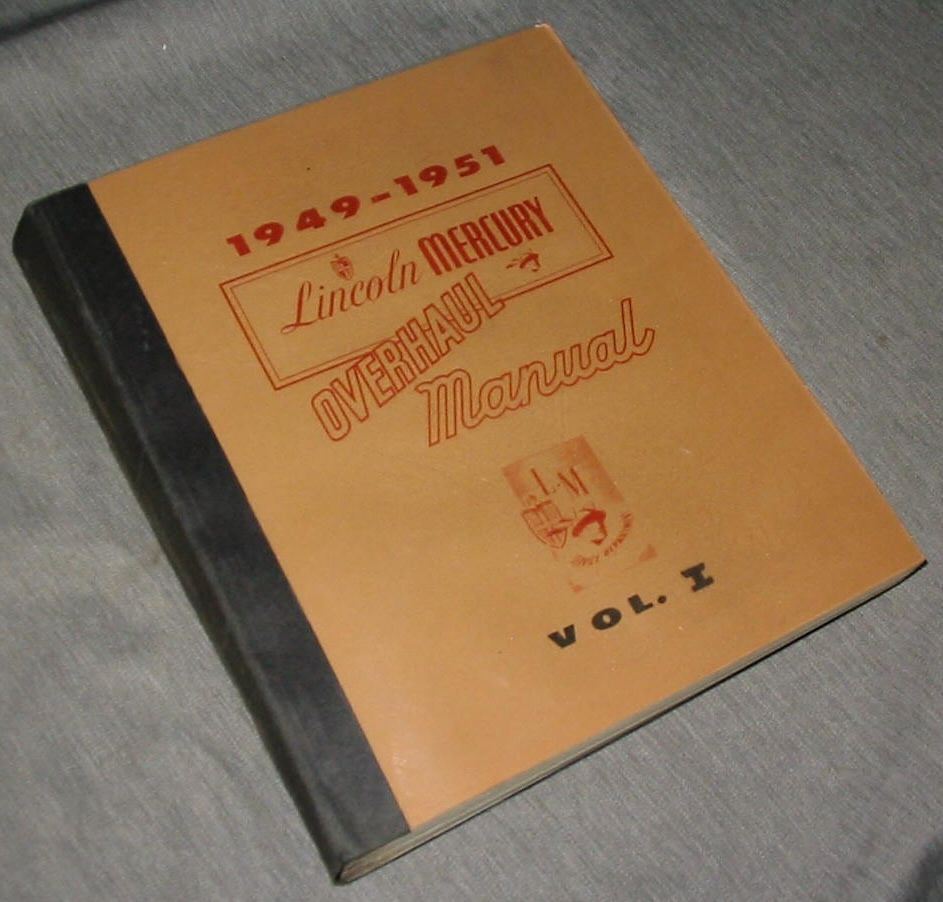 1949-1951
Lincoln MERCURY
OVERHAUL
Manual
L-M
VOL. I